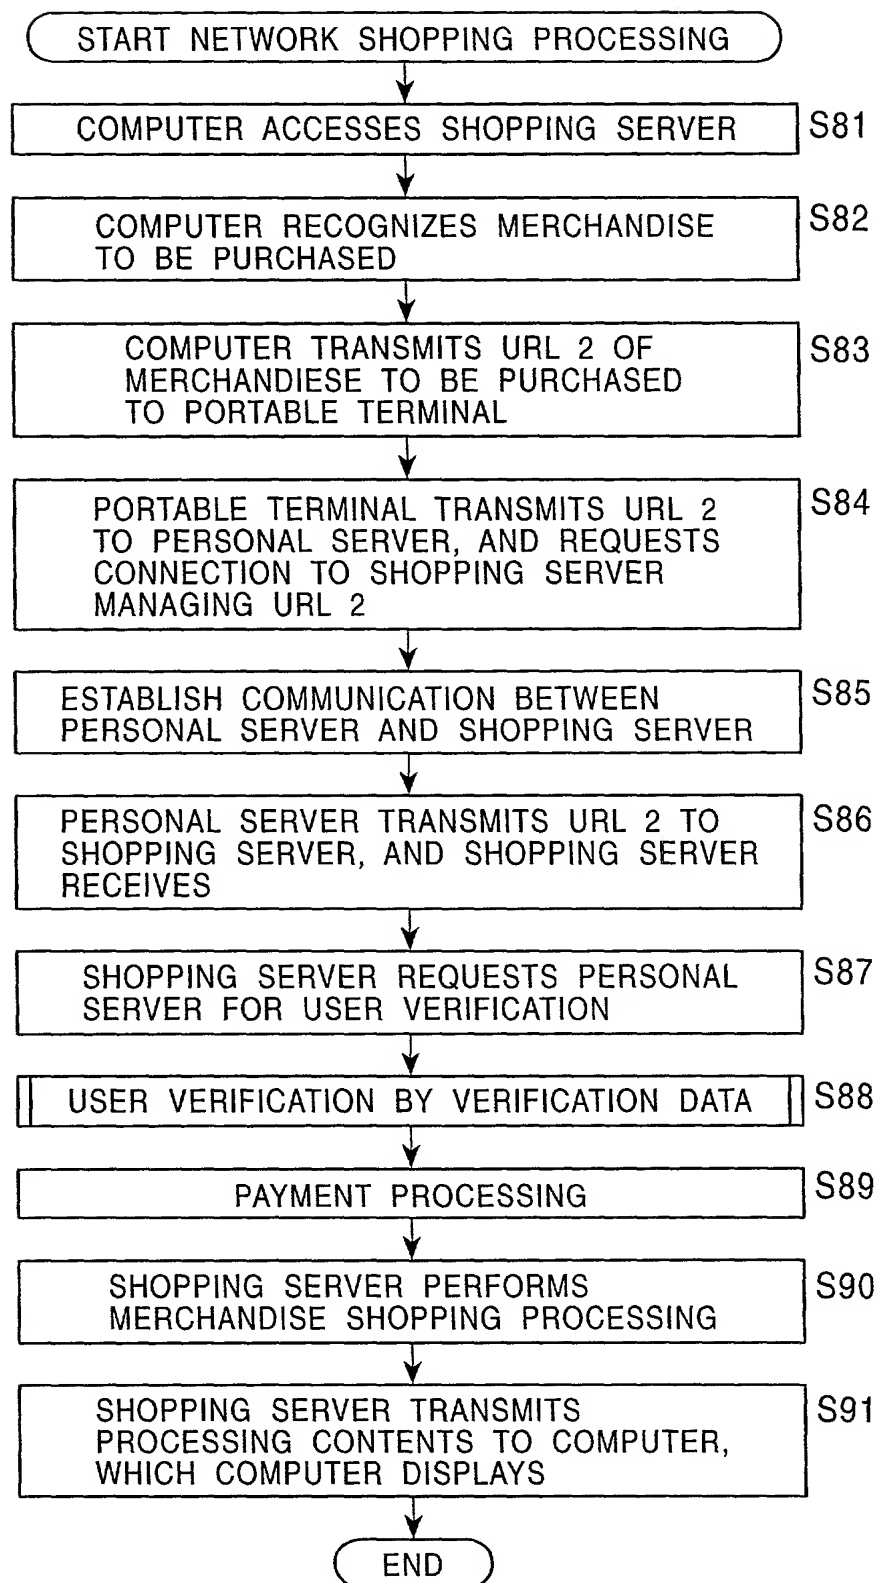 START NETWORK SHOPPING PROCESSING
COMPUTER ACCESSES SHOPPING SERVER
S81
COMPUTER RECOGNIZES MERCHANDISE
TO BE PURCHASED
S82
COMPUTER TRANSMITS URL 2 OF
MERCHANDIESE TO BE PURCHASED
TO PORTABLE TERMINAL
S83
PORTABLE TERMINAL TRANSMITS URL 2
TO PERSONAL SERVER, AND REQUESTS
CONNECTION TO SHOPPING SERVER
MANAGING URL 2
S84
ESTABLISH COMMUNICATION BETWEEN
PERSONAL SERVER AND SHOPPING SERVER
S85
PERSONAL SERVER TRANSMITS URL 2 TO
SHOPPING SERVER, AND SHOPPING SERVER
RECEIVES
S86
SHOPPING SERVER REQUESTS PERSONAL
SERVER FOR USER VERIFICATION
S87
USER VERIFICATION BY VERIFICATION DATA
S88
PAYMENT PROCESSING
S89
SHOPPING SERVER PERFORMS
MERCHANDISE SHOPPING PROCESSING
S90
SHOPPING SERVER TRANSMITS
PROCESSING CONTENTS TO COMPUTER,
WHICH COMPUTER DISPLAYS
S91
END